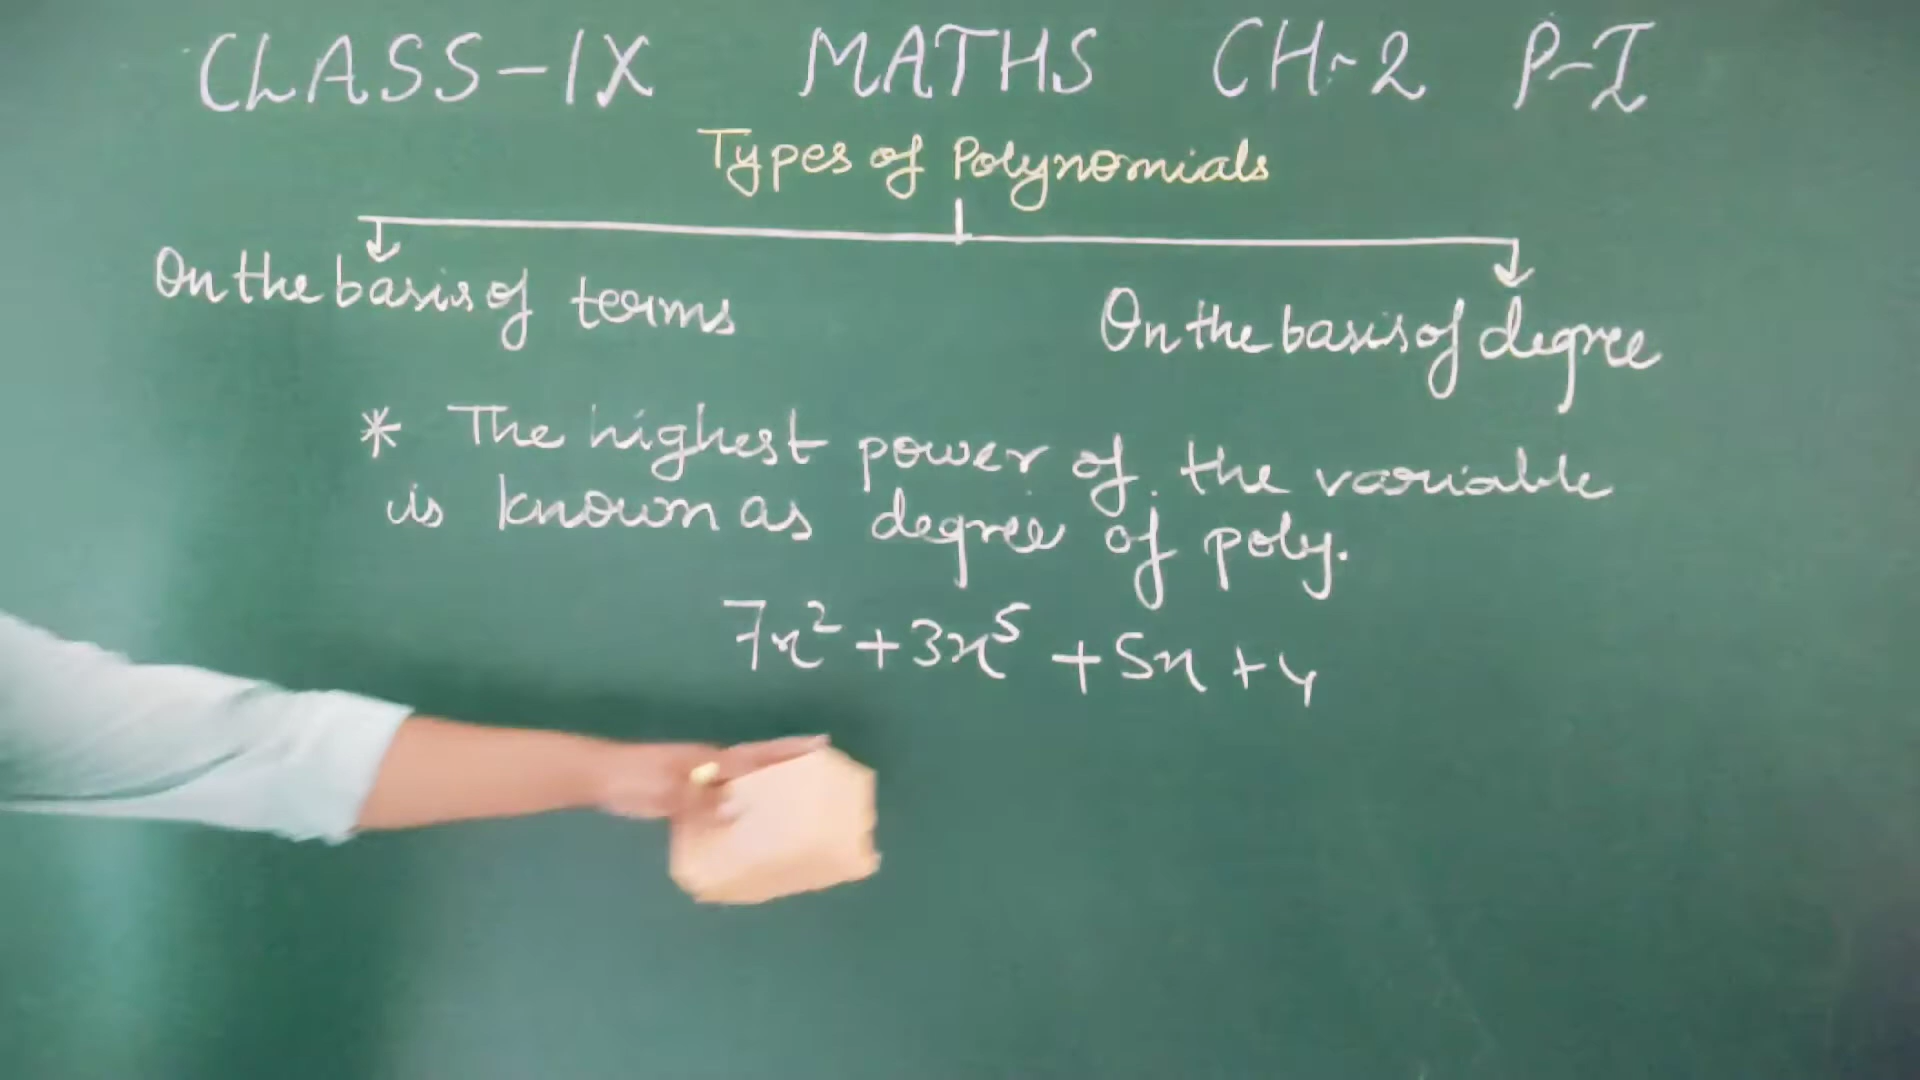 CLASS-IX MATHS CH-2 P-I
Types of Polynomials
On the basis of terms
On the basis of degree
* The highest power of the variable
is known as degree of poly.
7x² + 3x⁵ + 5x + 4